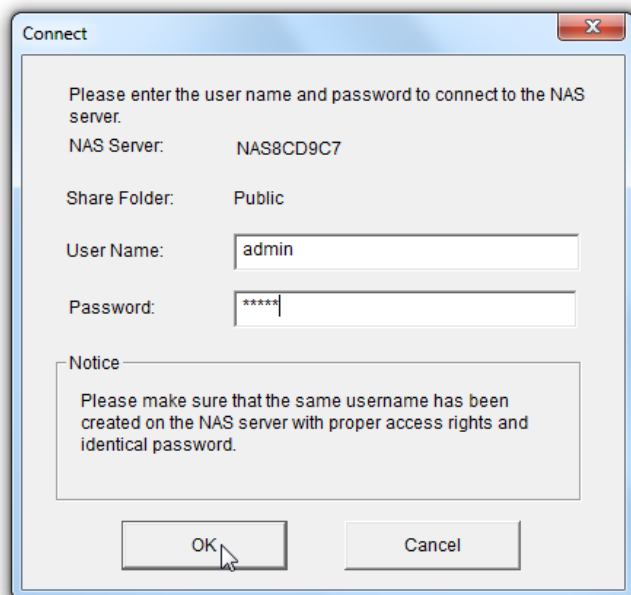 Connect
Please enter the user name and password to connect to the NAS
server.
NAS Server: NAS8CD9C7
Share Folder: Public
User Name: admin
Password: *****
Notice
Please make sure that the same username has been
created on the NAS server with proper access rights and
identical password.
OK Cancel